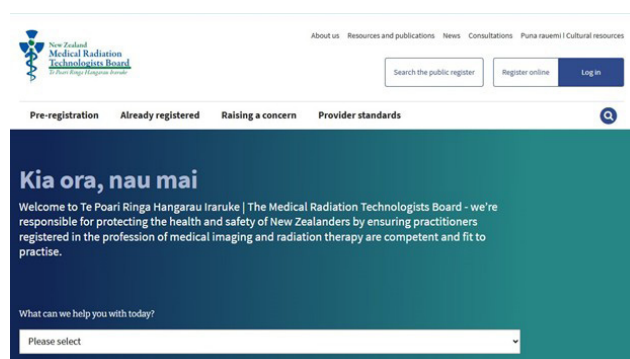 New Zealand
Medical Radiation
Technologists Board
Te Poari Ringa Hangarau Iraruke
About us Resources and publications News Consultations Puna rauemi I Cultural resources
Search the public register Register online Log in
Pre-registration Already registered Raising a concern Provider standards
Kia ora, nau mai
Welcome to Te Poari Ringa Hangarau Iraruke | The Medical Radiation Technologists Board - we're
responsible for protecting the health and safety of New Zealanders by ensuring practitioners
registered in the profession of medical imaging and radiation therapy are competent and fit to
practise.
What can we help you with today?
Please select